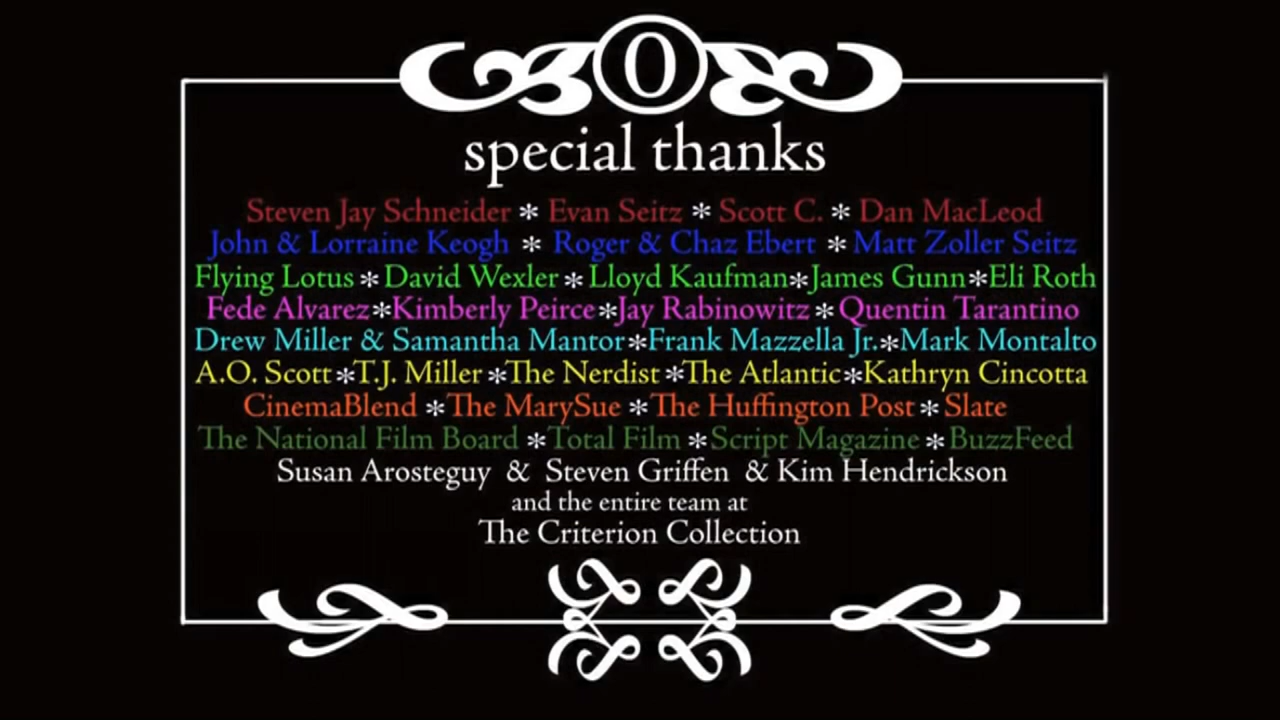 O
special thanks
Steven Jay Schneider * Evan Seitz * Scott C. * Dan MacLeod
John & Lorraine Keogh * Roger & Chaz Ebert * Matt Zoller Seitz
Flying Lotus * David Wexler * Lloyd Kaufman*James Gunn*Eli Roth
Fede Alvarez*Kimberly Peirce*Jay Rabinowitz * Quentin Tarantino
Drew Miller & Samantha Mantor*Frank Mazzella Jr.*Mark Montalto
A.O. Scott *T.J. Miller *The Nerdist *The Atlantic*Kathryn Cincotta
CinemaBlend *The MarySue * The Huffington Post * Slate
The National Film Board *Total Film *Script Magazine * BuzzFeed
Susan Arosteguy & Steven Griffen & Kim Hendrickson
and the entire team at
The Criterion Collection